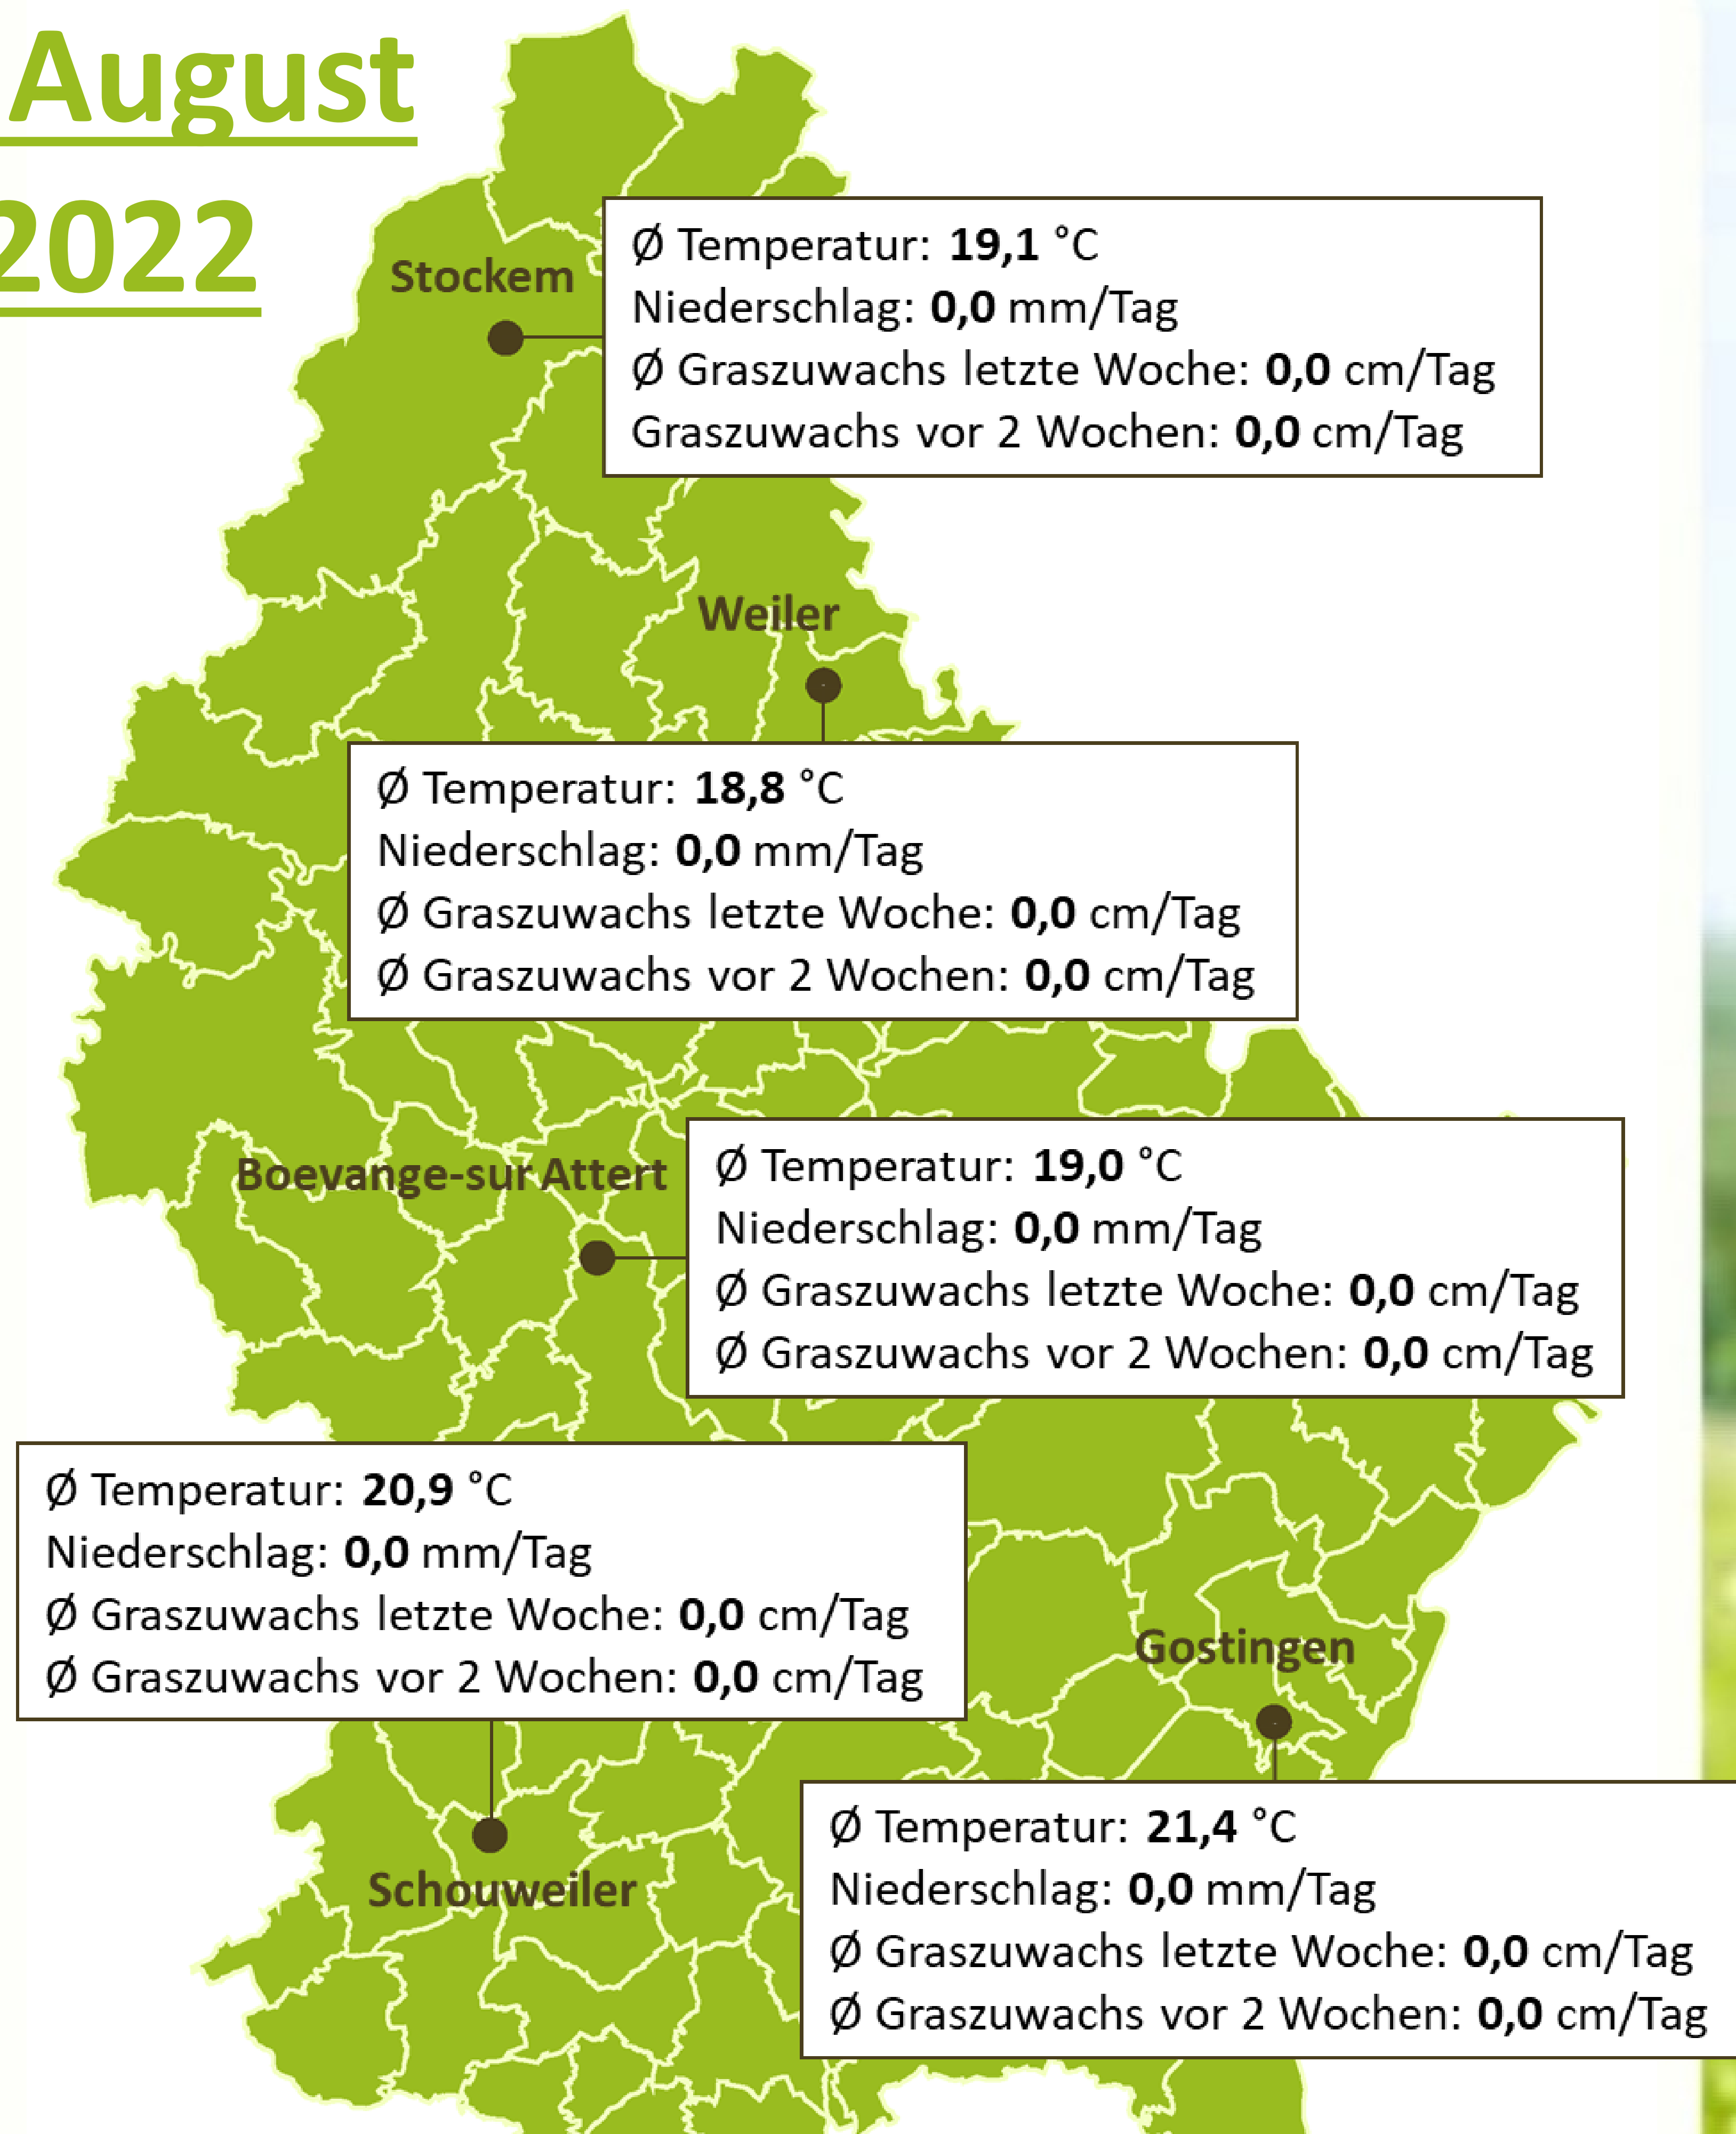 August
2022
Stockem
Ø Temperatur: 19,1 °C
Niederschlag: 0,0 mm/Tag
Ø Graszuwachs letzte Woche: 0,0 cm/Tag
Graszuwachs vor 2 Wochen: 0,0 cm/Tag
Weiler
Ø Temperatur: 18,8 °C
Niederschlag: 0,0 mm/Tag
Ø Graszuwachs letzte Woche: 0,0 cm/Tag
Ø Graszuwachs vor 2 Wochen: 0,0 cm/Tag
Boevange-sur Attert
Ø Temperatur: 19,0 °C
Niederschlag: 0,0 mm/Tag
Ø Graszuwachs letzte Woche: 0,0 cm/Tag
Ø Graszuwachs vor 2 Wochen: 0,0 cm/Tag
Ø Temperatur: 20,9 °C
Niederschlag: 0,0 mm/Tag
Ø Graszuwachs letzte Woche: 0,0 cm/Tag
Ø Graszuwachs vor 2 Wochen: 0,0 cm/Tag
Schouweiler
Gostingen
Ø Temperatur: 21,4 °C
Niederschlag: 0,0 mm/Tag
Ø Graszuwachs letzte Woche: 0,0 cm/Tag
Ø Graszuwachs vor 2 Wochen: 0,0 cm/Tag